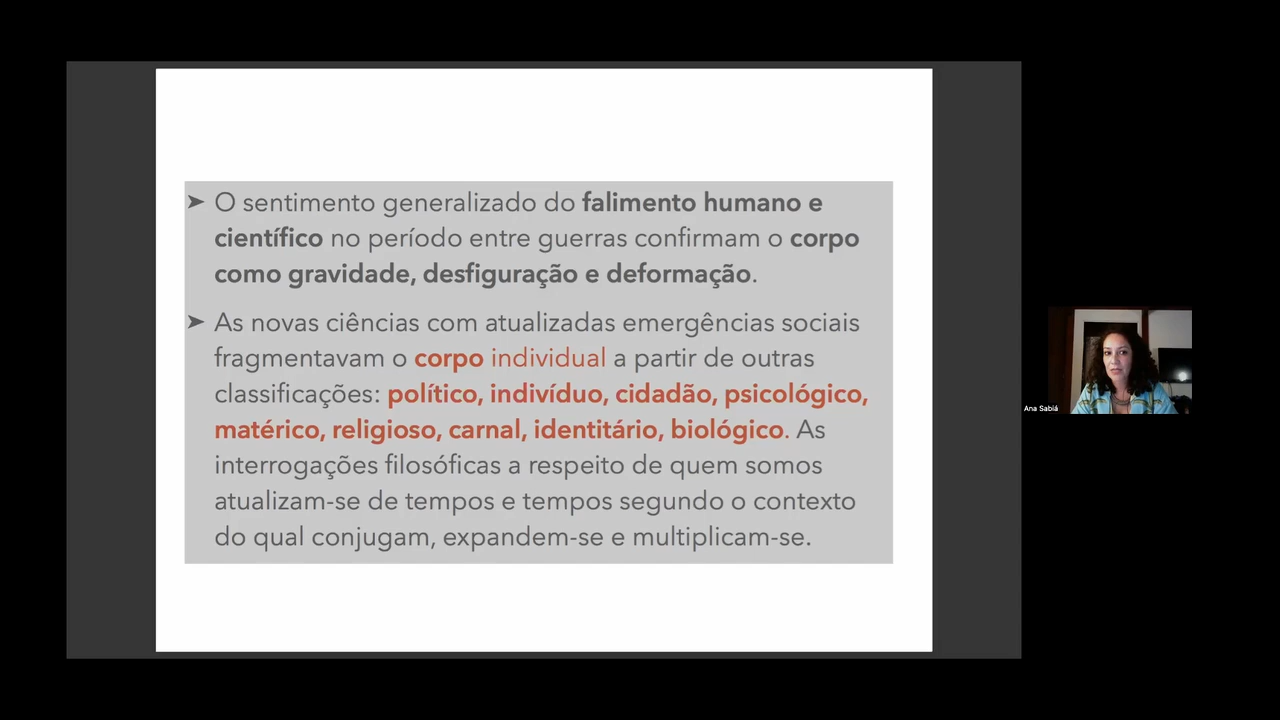 ➤ O sentimento generalizado do falimento humano e
científico no período entre guerras confirmam o corpo
como gravidade, desfiguração e deformação.
➤ As novas ciências com atualizadas emergências sociais
fragmentavam o corpo individual a partir de outras
classificações: político, indivíduo, cidadão, psicológico,
matérico, religioso, carnal, identitário, biológico. As
interrogações filosóficas a respeito de quem somos
atualizam-se de tempos e tempos segundo o contexto
do qual conjugam, expandem-se e multiplicam-se.
Ana Sabiá